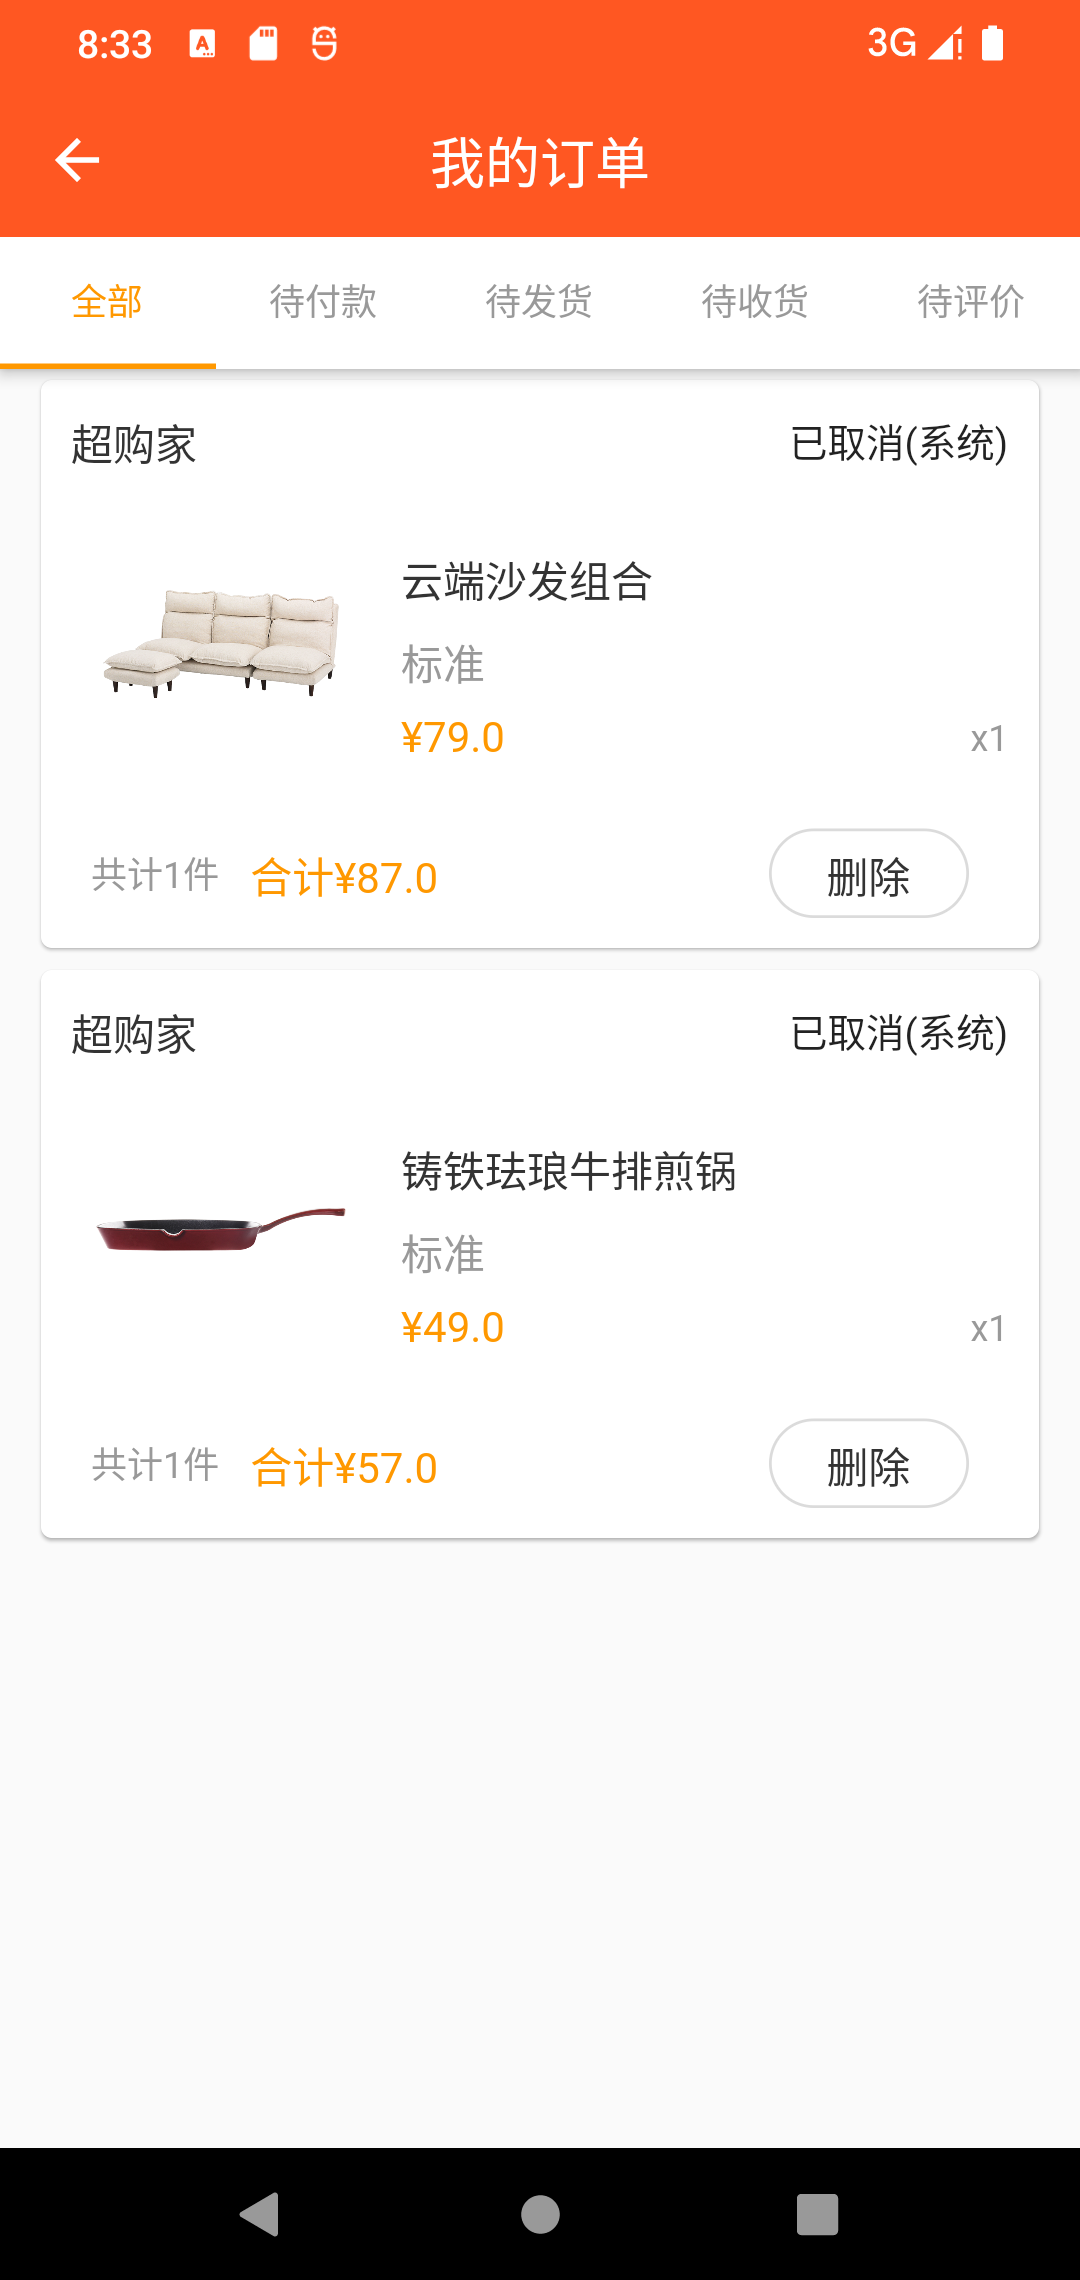 8:33
3G
我的订单
全部 待付款 待发货 待收货 待评价
超购家 已取消(系统)
云端沙发组合
标准
¥79.0 x1
共计1件 合计¥87.0 删除
超购家 已取消(系统)
铸铁珐琅牛排煎锅
标准
¥49.0 x1
共计1件 合计¥57.0 删除